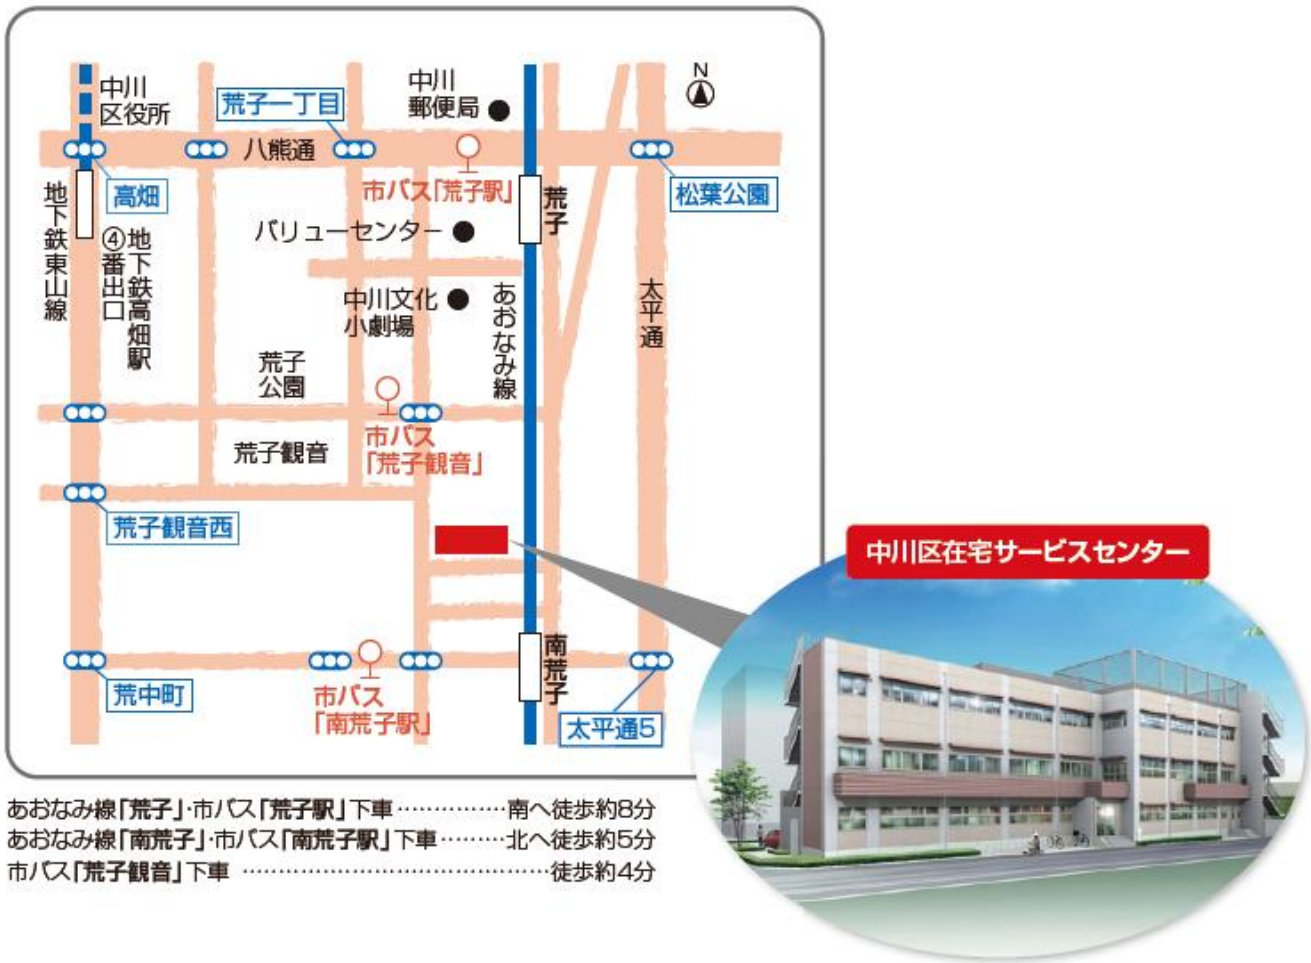 N
中川
区役所
荒子一丁目
中川
郵便局
八熊通
高畑
市バス「荒子駅」
荒子
松葉公園
地下鉄東山線
地下鉄高畑駅
④番出口
バリューセンター
中川文化
小劇場
あおなみ線
太平通
荒子
公園
市バス
「荒子観音」
荒子観音
荒子観音西
中川区在宅サービスセンター
荒中町
市バス
「南荒子駅」
南荒子
太平通5
あおなみ線「荒子」・市バス「荒子駅」下車……………南へ徒歩約8分
あおなみ線「南荒子」・市バス「南荒子駅」下車………北へ徒歩約5分
市バス「荒子観音」下車 ……………………………………徒歩約4分